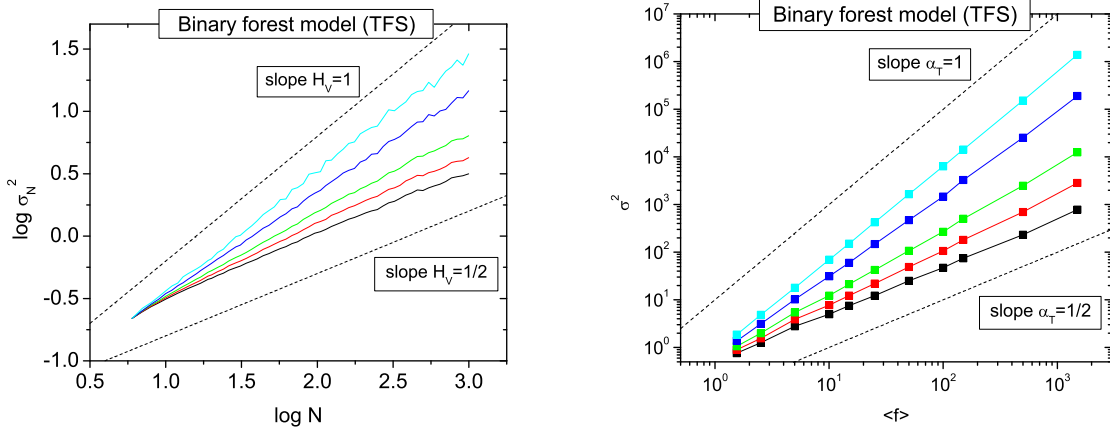 Binary forest model (TFS)
slope H_V=1
slope H_V=1/2
log σ_N^2
1.5
1.0
0.5
0.0
-0.5
-1.0
0.5 1.0 1.5 2.0 2.5 3.0
log N
Binary forest model (TFS)
slope α_T=1
slope α_T=1/2
σ^2
10^7
10^6
10^5
10^4
10^3
10^2
10^1
10^0
10^0 10^1 10^2 10^3
<f>